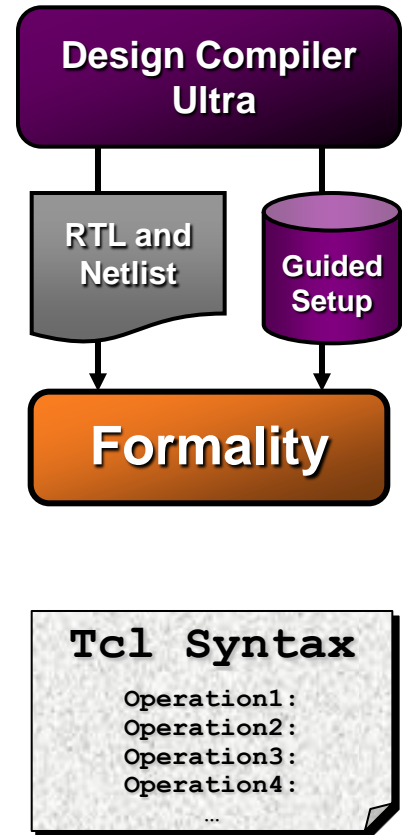 Design Compiler
Ultra
RTL and
Netlist
Guided
Setup
Formality
Tcl Syntax
Operation1:
Operation2:
Operation3:
Operation4:
…